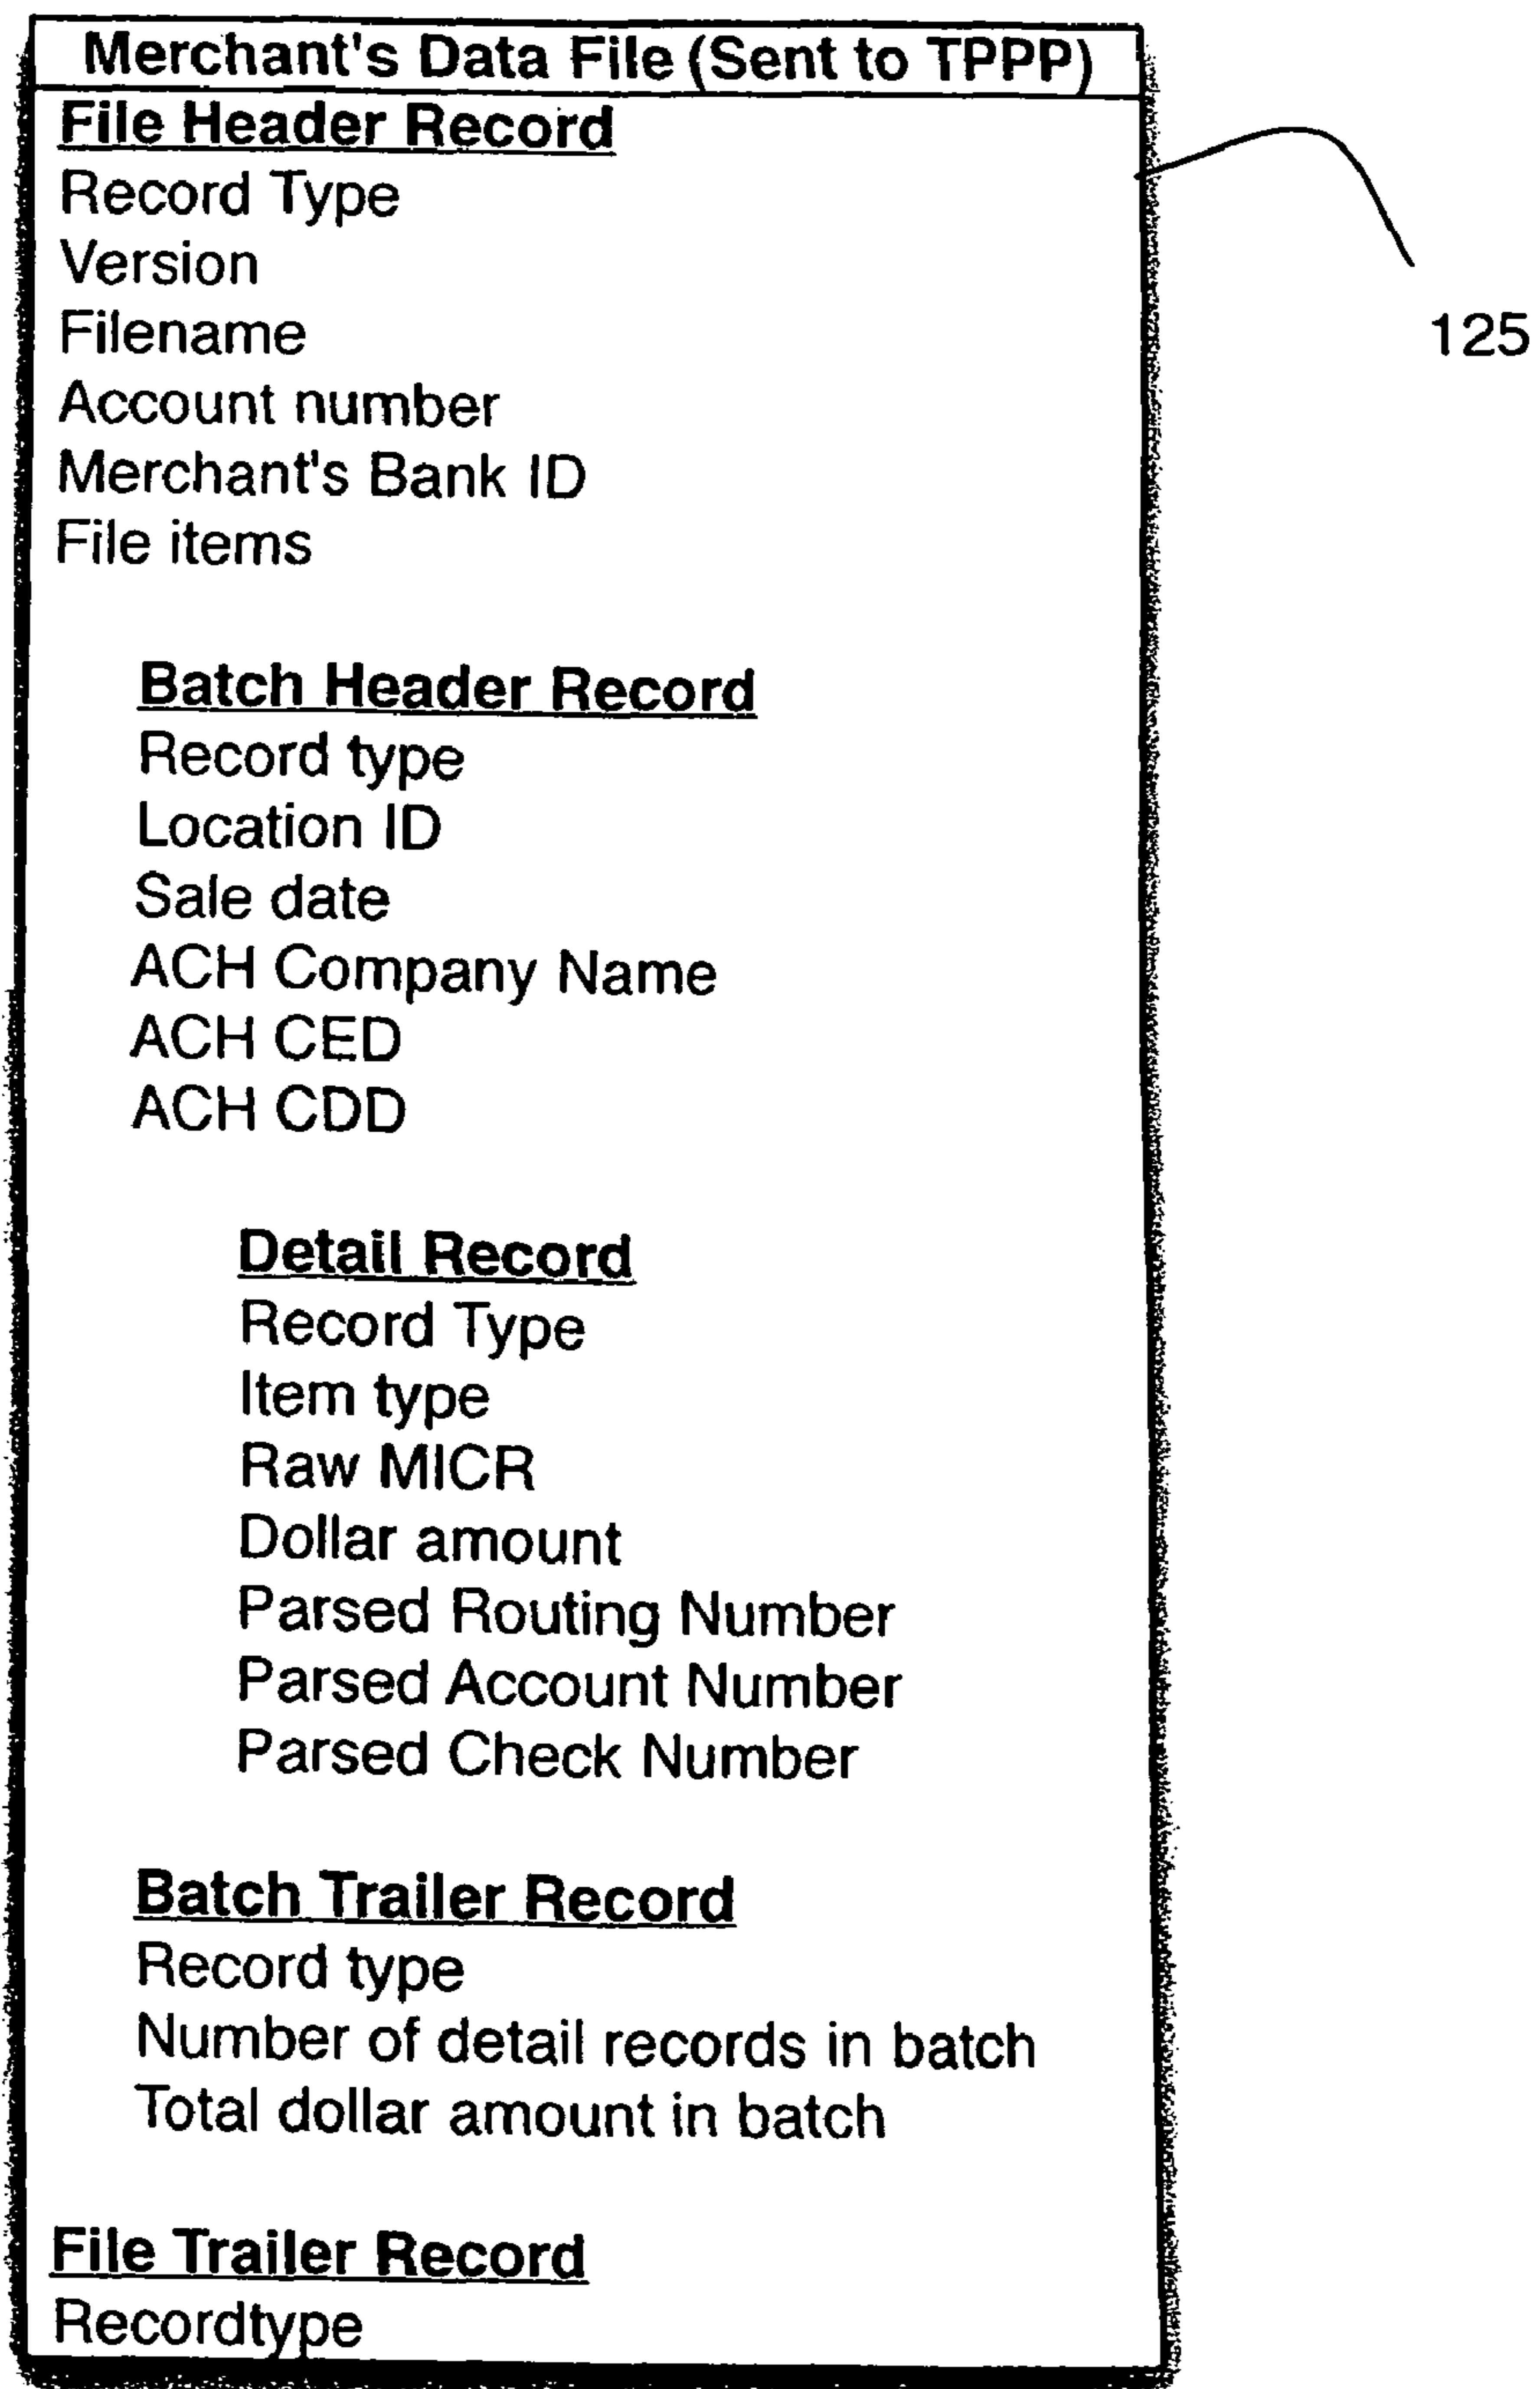 Merchant's Data File (Sent to TPPP)
File Header Record
Record Type
Version
Filename
125
Account number
Merchant's Bank ID
File items
Batch Header Record
Record type
Location ID
Sale date
ACH Company Name
ACH CED
ACH CDD
Detail Record
Record Type
Item type
Raw MICR
Dollar amount
Parsed Routing Number
Parsed Account Number
Parsed Check Number
Batch Trailer Record
Record type
Number of detail records in batch
Total dollar amount in batch
File Trailer Record
Recordtype